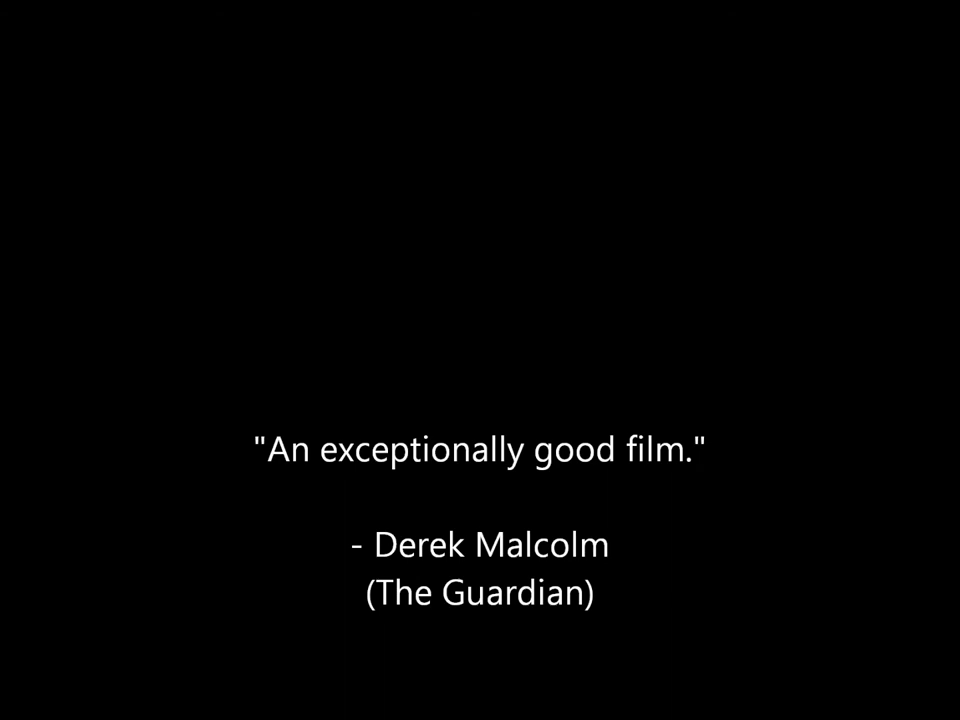 "An exceptionally good film."
- Derek Malcolm
(The Guardian)